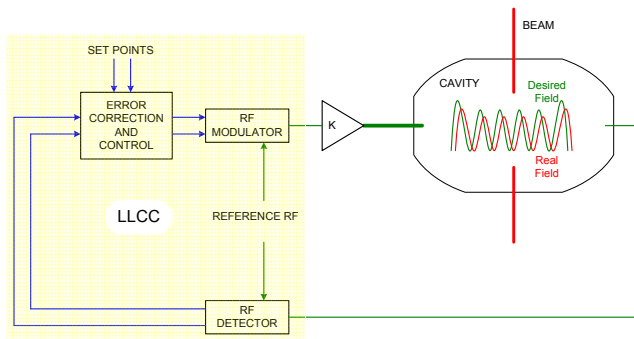 SET POINTS
ERROR
CORRECTION
AND
CONTROL
RF
MODULATOR
K
BEAM
CAVITY
Desired
Field
Real
Field
LLCC
REFERENCE RF
RF
DETECTOR